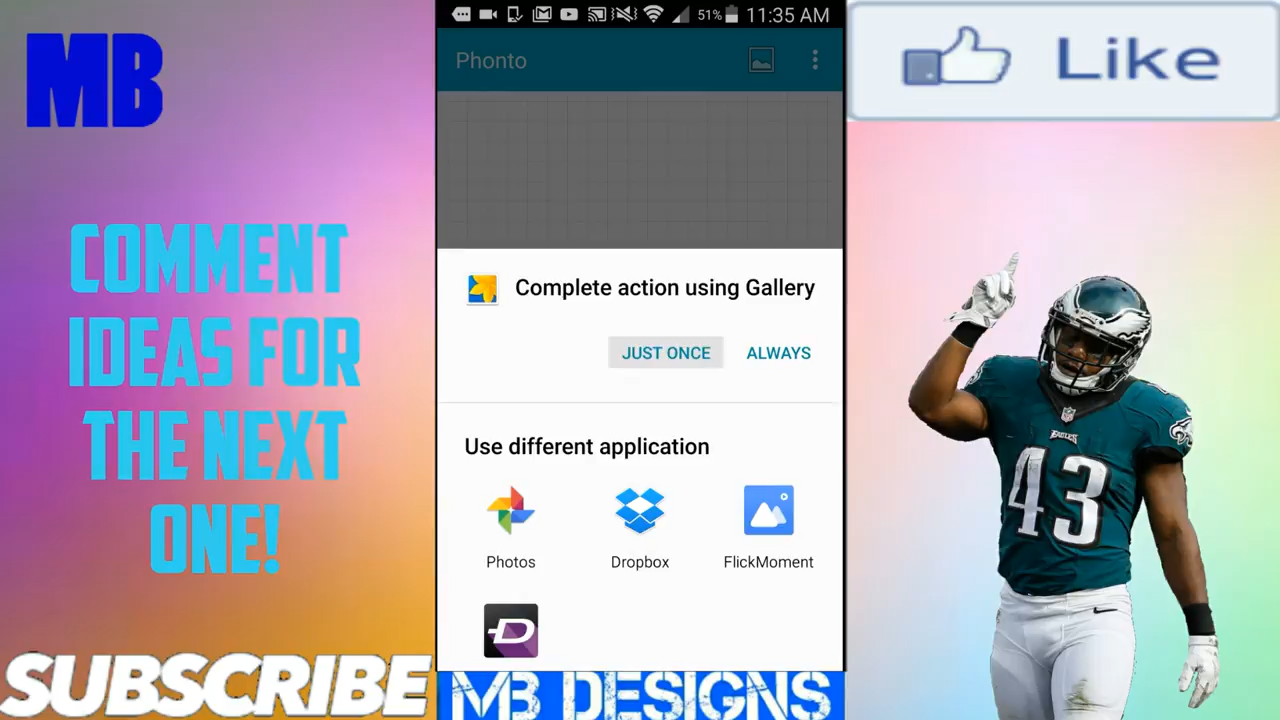 MB
COMMENT
IDEAS FOR
THE NEXT
ONE!
SUBSCRIBE
51% 11:35 AM
Phonto
Complete action using Gallery
JUST ONCE ALWAYS
Use different application
Photos Dropbox FlickMoment
MB DESIGNS
Like
EAGLES
43